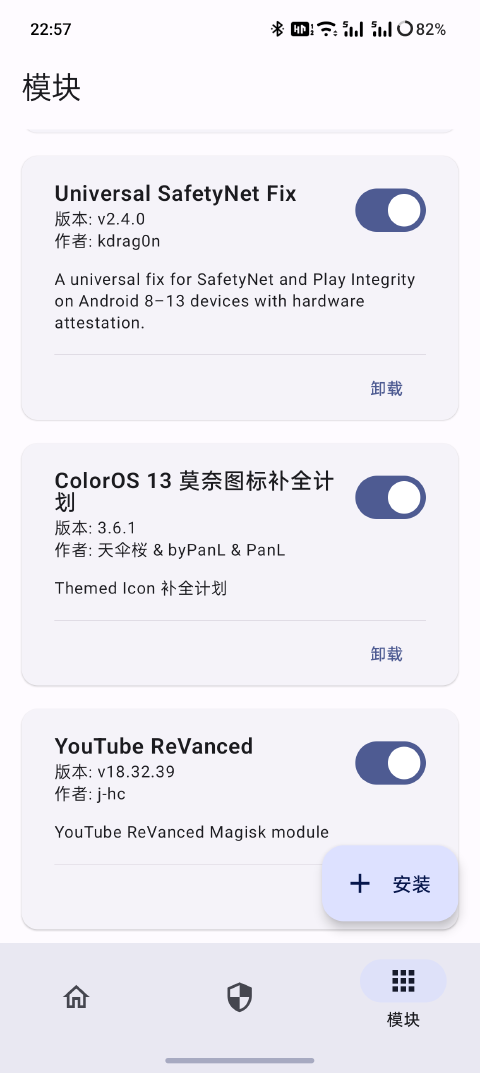 22:57
82%
模块
Universal SafetyNet Fix
版本: v2.4.0
作者: kdrag0n
A universal fix for SafetyNet and Play Integrity
on Android 8–13 devices with hardware
attestation.
卸载
ColorOS 13 莫奈图标补全计
划
版本: 3.6.1
作者: 天伞桜 & byPanL & PanL
Themed Icon 补全计划
卸载
YouTube ReVanced
版本: v18.32.39
作者: j-hc
YouTube ReVanced Magisk module
安装
模块